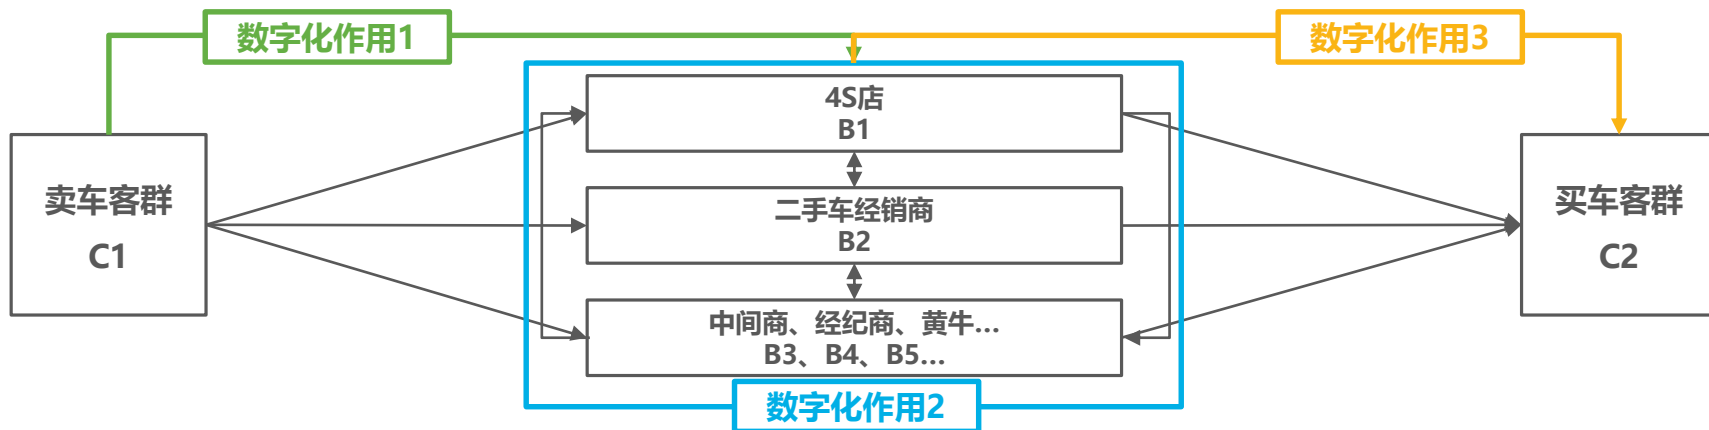 数字化作用1
数字化作用3
4S店
B1
卖车客群
C1
二手车经销商
B2
买车客群
C2
中间商、经纪商、黄牛...
B3、B4、B5...
数字化作用2